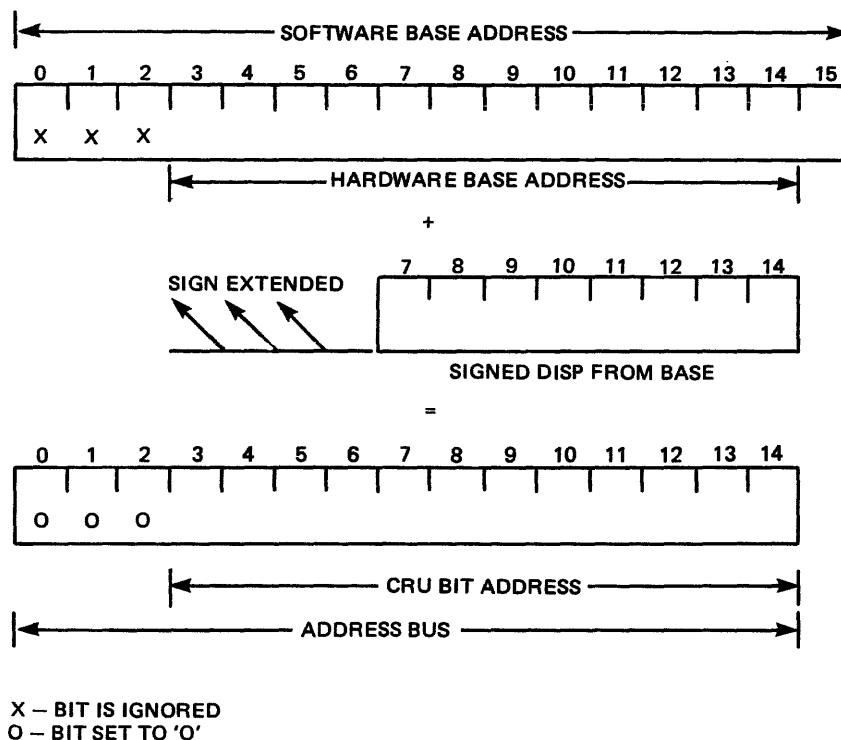 SOFTWARE BASE ADDRESS
0 1 2 3 4 5 6 7 8 9 10 11 12 13 14 15
X X X
HARDWARE BASE ADDRESS
+
7 8 9 10 11 12 13 14
SIGN EXTENDED
SIGNED DISP FROM BASE
=
0 1 2 3 4 5 6 7 8 9 10 11 12 13 14
O O O
CRU BIT ADDRESS
ADDRESS BUS
X – BIT IS IGNORED
O – BIT SET TO 'O'